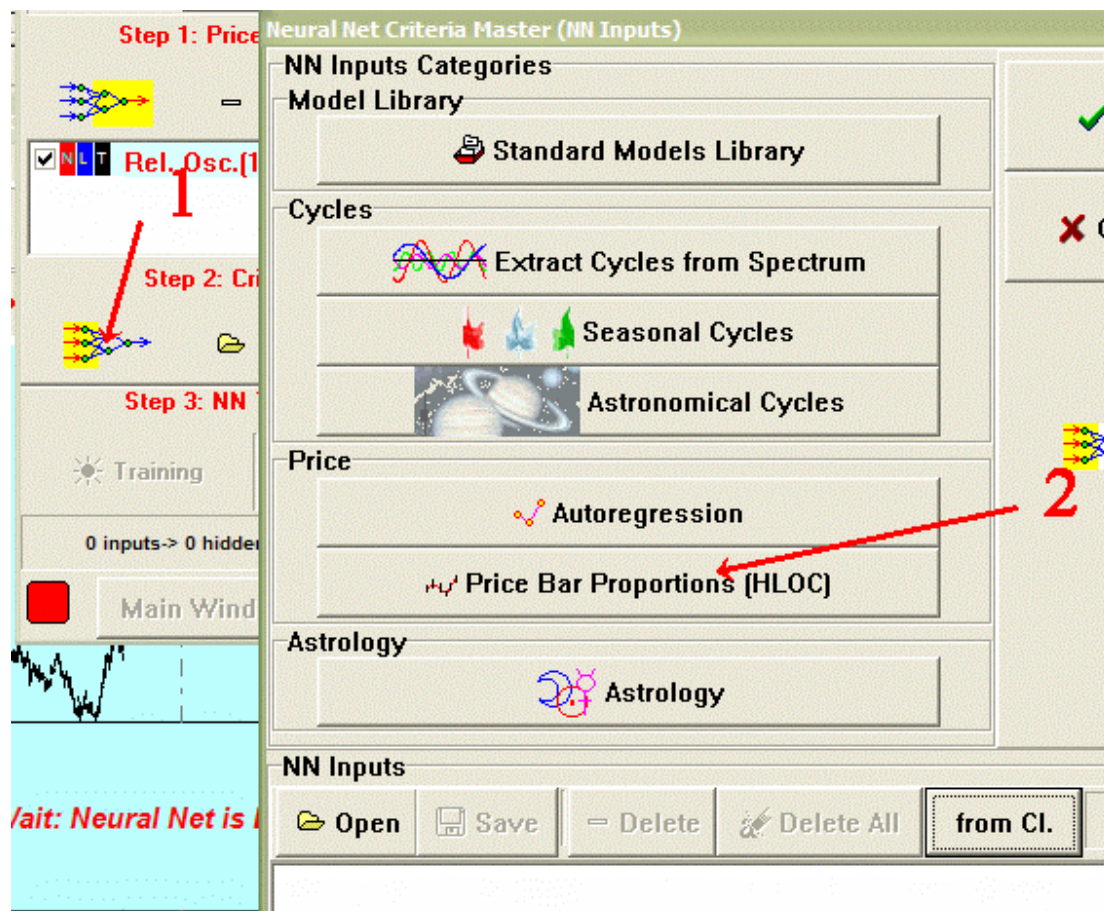 Step 1: Price
N L T Rel. Osc.(1
1
Step 2: Cri
Step 3: NN
Training
0 inputs-> 0 hidden
Main Wind
Neural Net is
Neural Net Criteria Master (NN Inputs)
NN Inputs Categories
Model Library
Standard Models Library
Cycles
Extract Cycles from Spectrum
Seasonal Cycles
Astronomical Cycles
Price
Autoregression
2
Price Bar Proportions (HLOC)
Astrology
Astrology
NN Inputs
Open Save Delete Delete All from Cl.